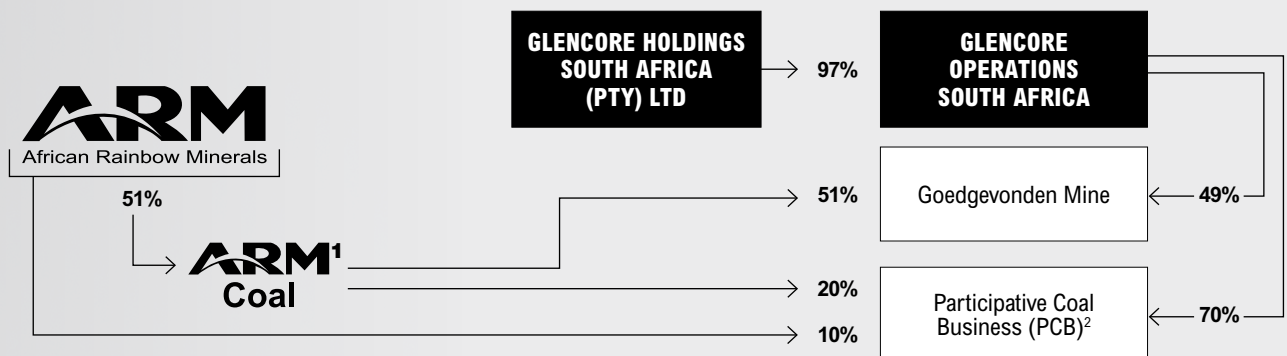 GLENCORE HOLDINGS
SOUTH AFRICA
(PTY) LTD
97%
GLENCORE
OPERATIONS
SOUTH AFRICA
ARM
African Rainbow Minerals
51%
ARM¹
Coal
51%
Goedgevonden Mine
49%
20%
10%
Participative Coal
Business (PCB)²
70%